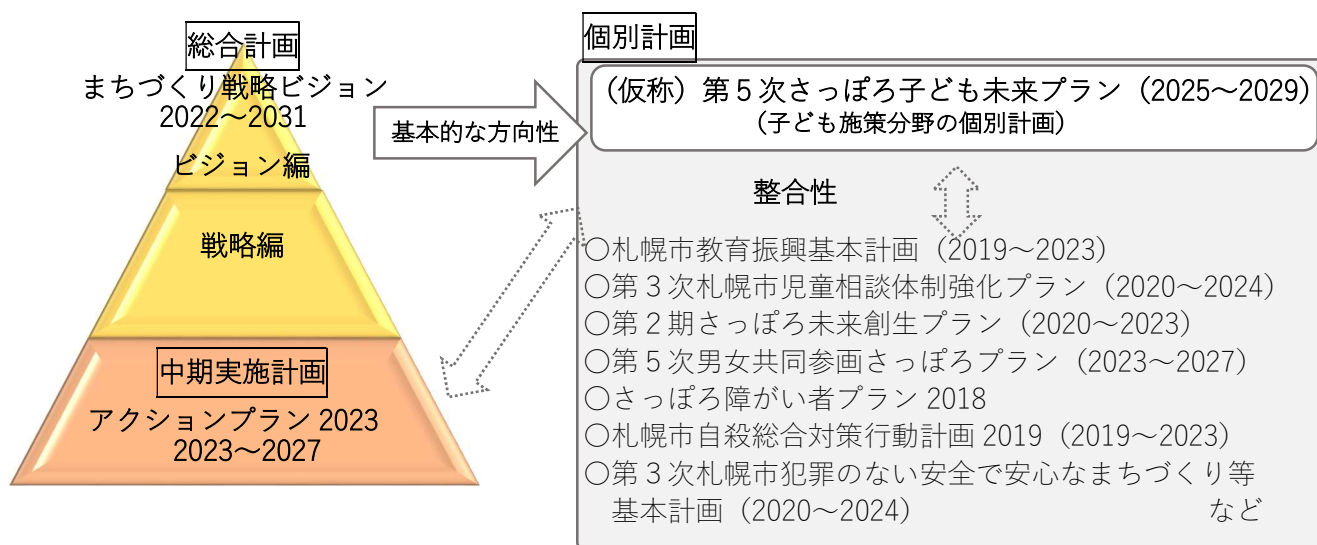 総合計画
まちづくり戦略ビジョン
2022～2031
ビジョン編
戦略編
中期実施計画
アクションプラン 2023
2023～2027
基本的な方向性
個別計画
（仮称）第５次さっぽろ子ども未来プラン（2025～2029）
（子ども施策分野の個別計画）
整合性
○札幌市教育振興基本計画（2019～2023）
○第３次札幌市児童相談体制強化プラン（2020～2024）
○第２期さっぽろ未来創生プラン（2020～2023）
○第５次男女共同参画さっぽろプラン（2023～2027）
○さっぽろ障がい者プラン 2018
○札幌市自殺総合対策行動計画 2019（2019～2023）
○第３次札幌市犯罪のない安全で安心なまちづくり等
基本計画（2020～2024） など